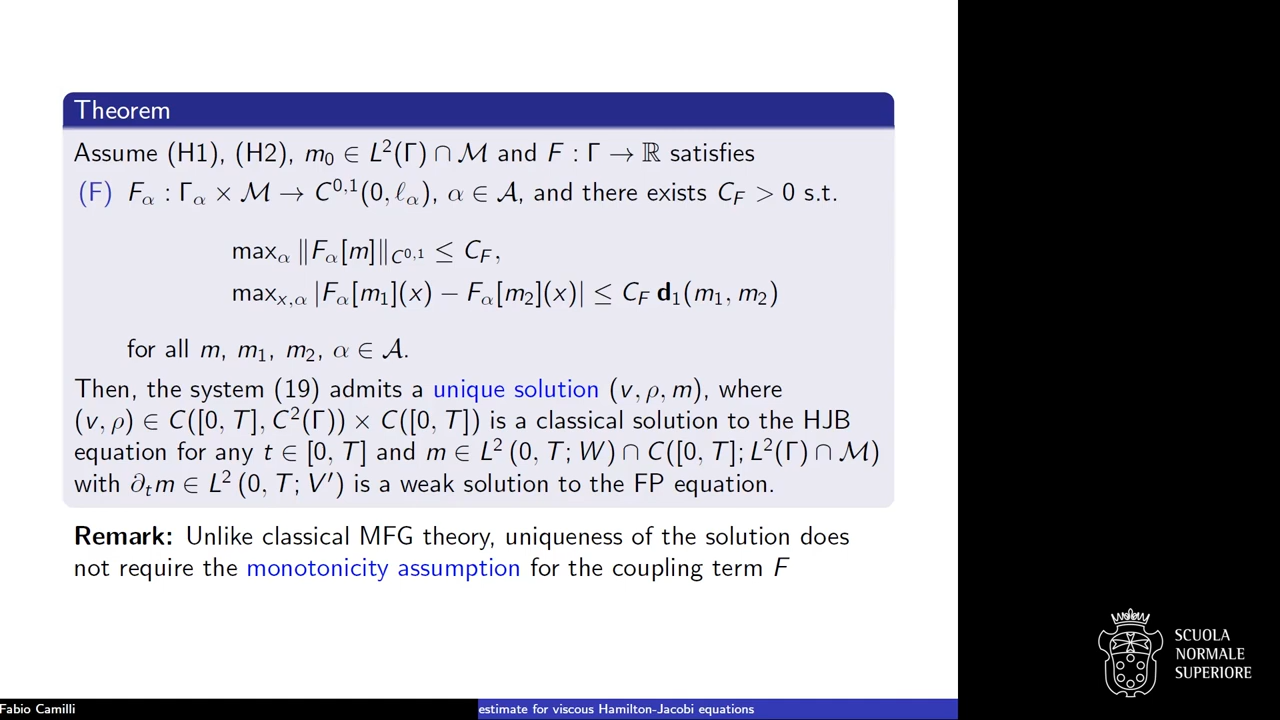 Theorem
Assume (H1), (H2), m₀ ∈ L²(Γ) ∩ ℳ and F : Γ → ℝ satisfies
(F) F_α : Γ_α × ℳ → C^{0,1}(0, ℓ_α), α ∈ 𝒜, and there exists C_F > 0 s.t.
max_α ‖F_α[m]‖_{C^{0,1}} ≤ C_F,
max_{x,α} |F_α[m₁](x) − F_α[m₂](x)| ≤ C_F d₁(m₁, m₂)
for all m, m₁, m₂, α ∈ 𝒜.
Then, the system (19) admits a unique solution (v, ρ, m), where
(v, ρ) ∈ C([0, T], C²(Γ)) × C([0, T]) is a classical solution to the HJB
equation for any t ∈ [0, T] and m ∈ L² (0, T; W) ∩ C([0, T]; L²(Γ) ∩ ℳ)
with ∂_t m ∈ L² (0, T; V′) is a weak solution to the FP equation.
Remark: Unlike classical MFG theory, uniqueness of the solution does
not require the monotonicity assumption for the coupling term F
SCUOLA
NORMALE
SUPERIORE
Fabio Camilli
estimate for viscous Hamilton-Jacobi equations